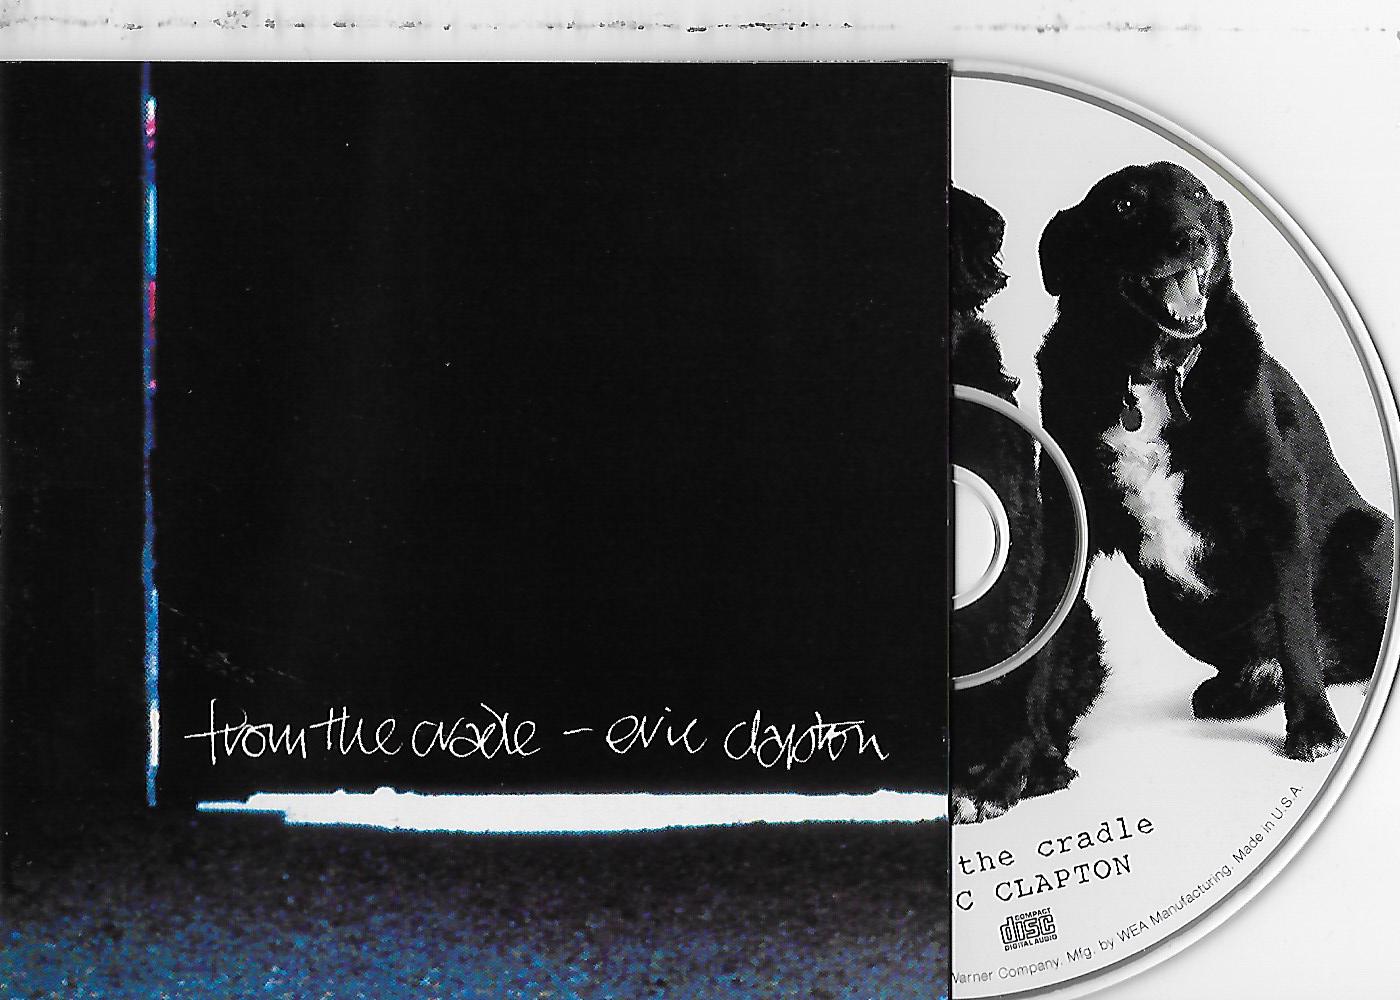 from the cradle – eric clapton
the cradle
C CLAPTON
COMPACT
disc
DIGITAL AUDIO
Warner Company. Mfg. by WEA Manufacturing. Made in U.S.A.